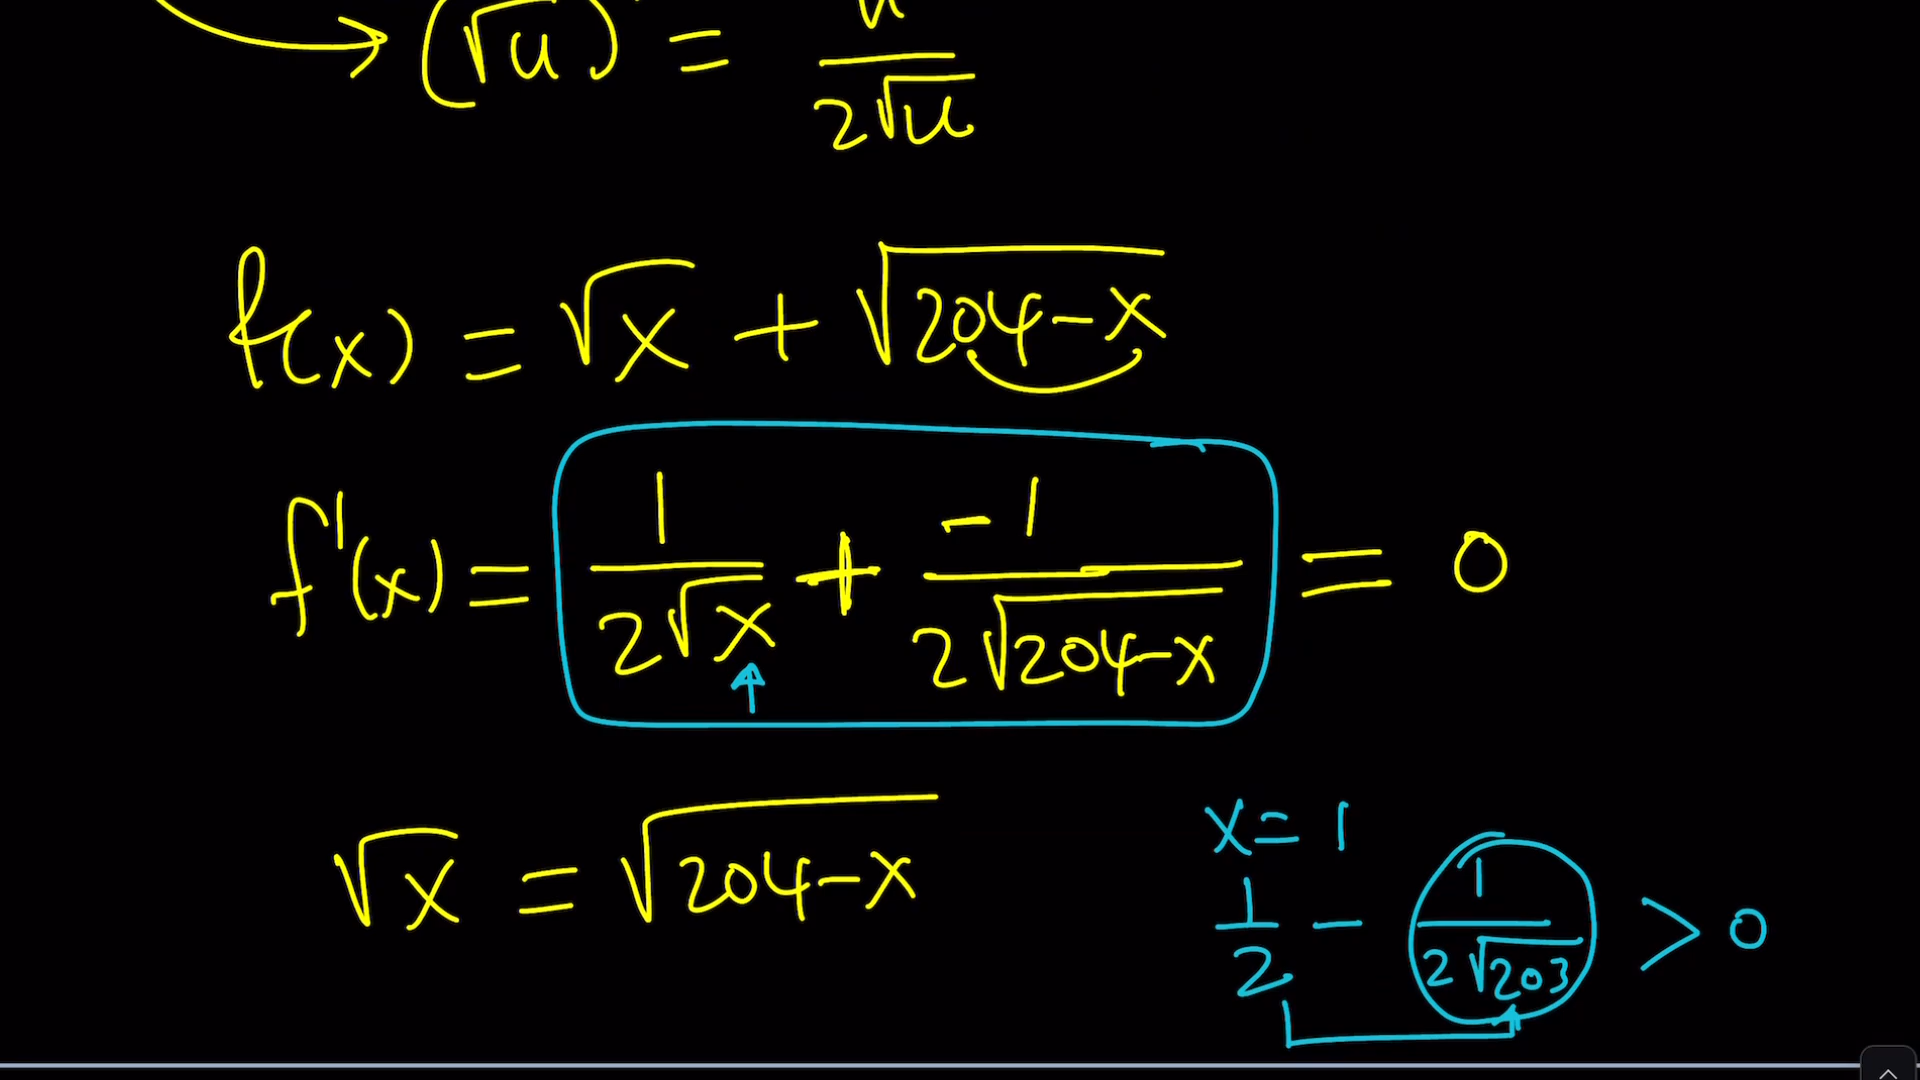 (√u)' = u' / 2√u
f(x) = √x + √(204-x)
f'(x) = 1 / 2√x + -1 / 2√(204-x) = 0
√x = √(204-x)
x = 1
1/2 - 1 / 2√203 > 0